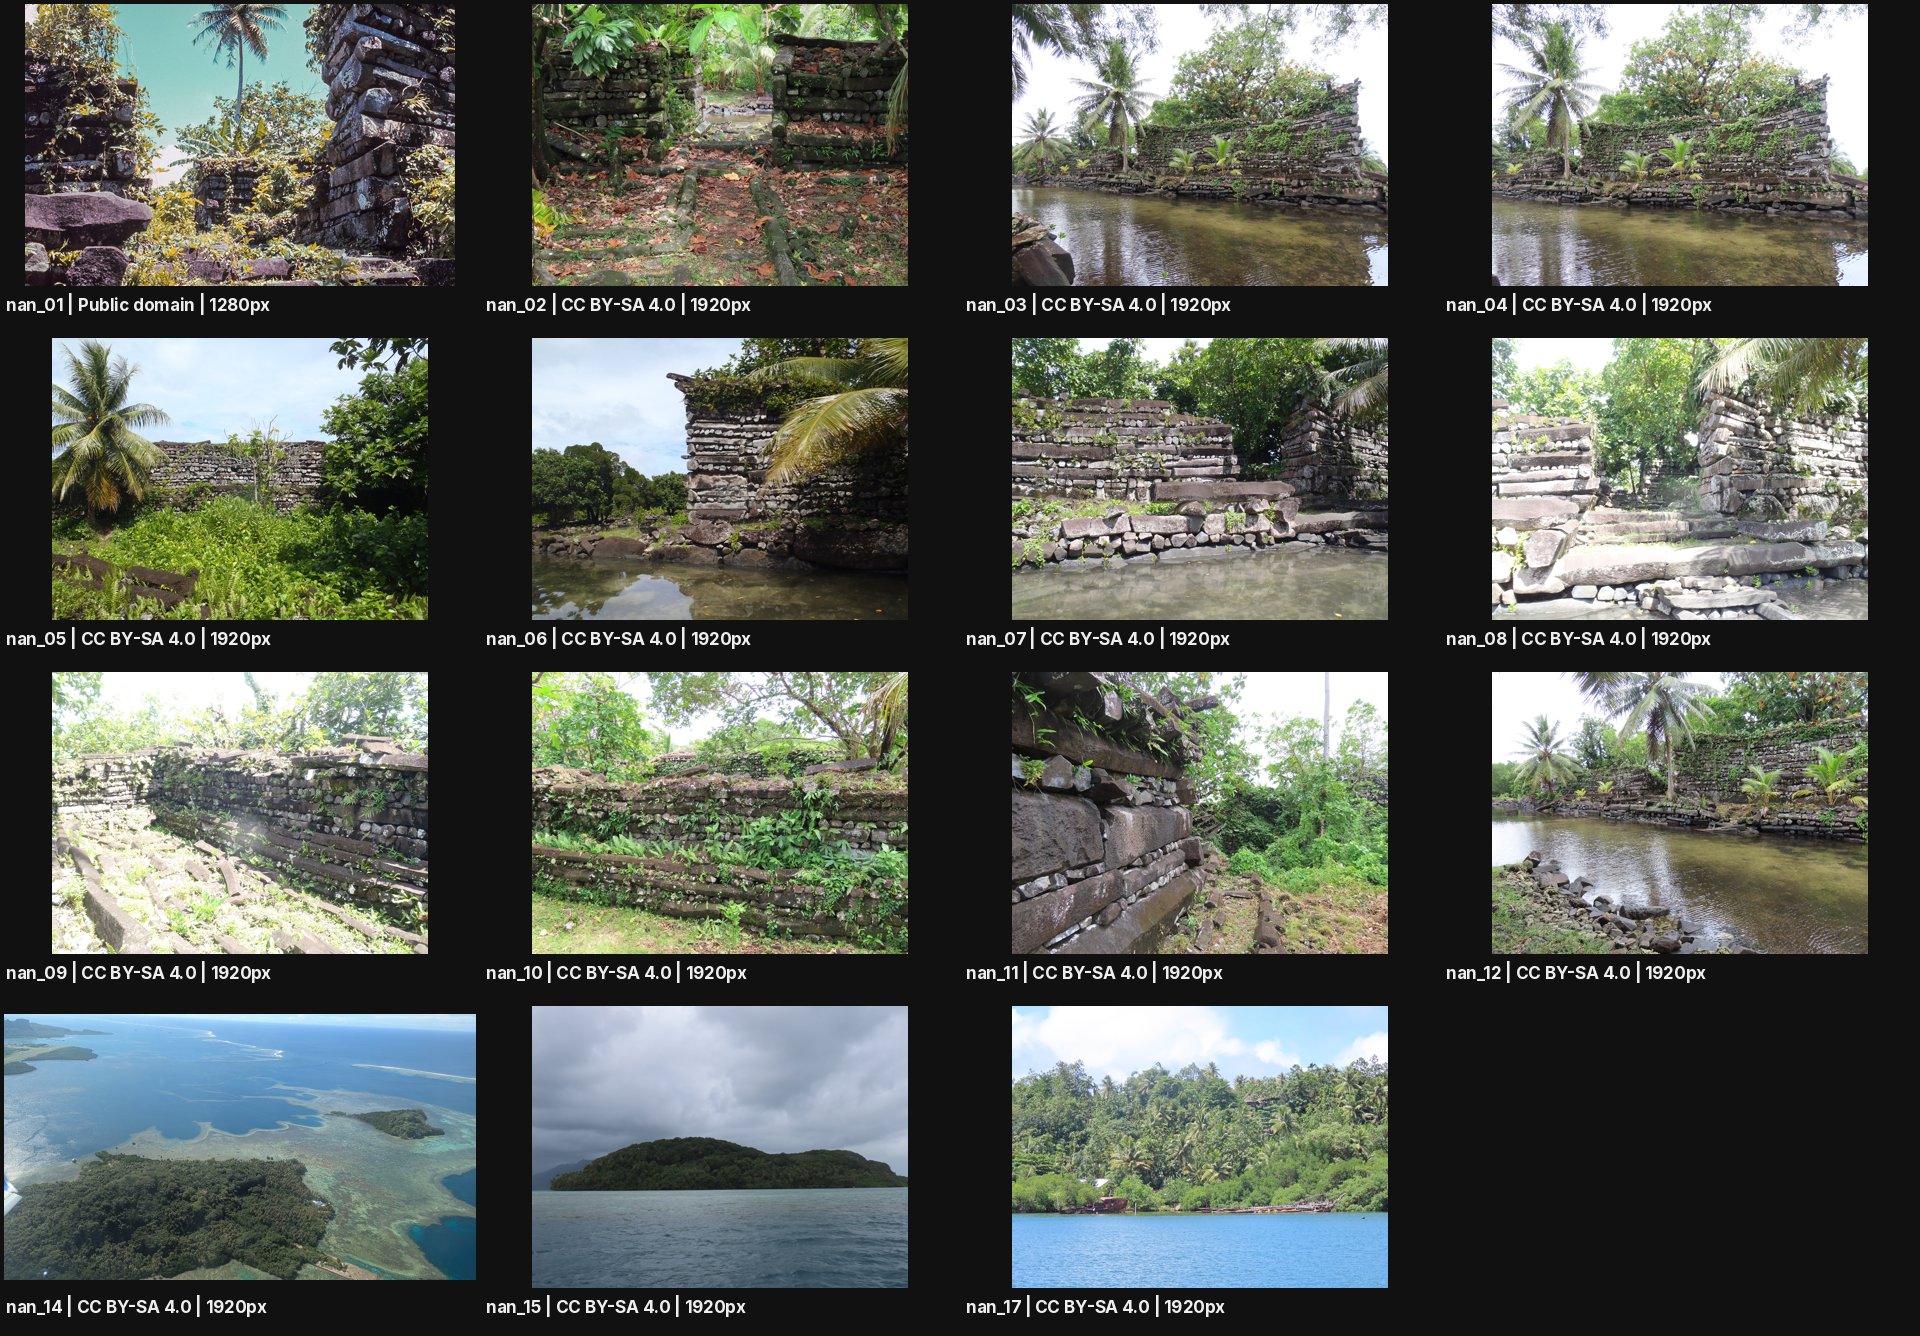 nan_01 | Public domain | 1280px
nan_02 | CC BY-SA 4.0 | 1920px
nan_03 | CC BY-SA 4.0 | 1920px
nan_04 | CC BY-SA 4.0 | 1920px
nan_05 | CC BY-SA 4.0 | 1920px
nan_06 | CC BY-SA 4.0 | 1920px
nan_07 | CC BY-SA 4.0 | 1920px
nan_08 | CC BY-SA 4.0 | 1920px
nan_09 | CC BY-SA 4.0 | 1920px
nan_10 | CC BY-SA 4.0 | 1920px
nan_11 | CC BY-SA 4.0 | 1920px
nan_12 | CC BY-SA 4.0 | 1920px
nan_14 | CC BY-SA 4.0 | 1920px
nan_15 | CC BY-SA 4.0 | 1920px
nan_17 | CC BY-SA 4.0 | 1920px